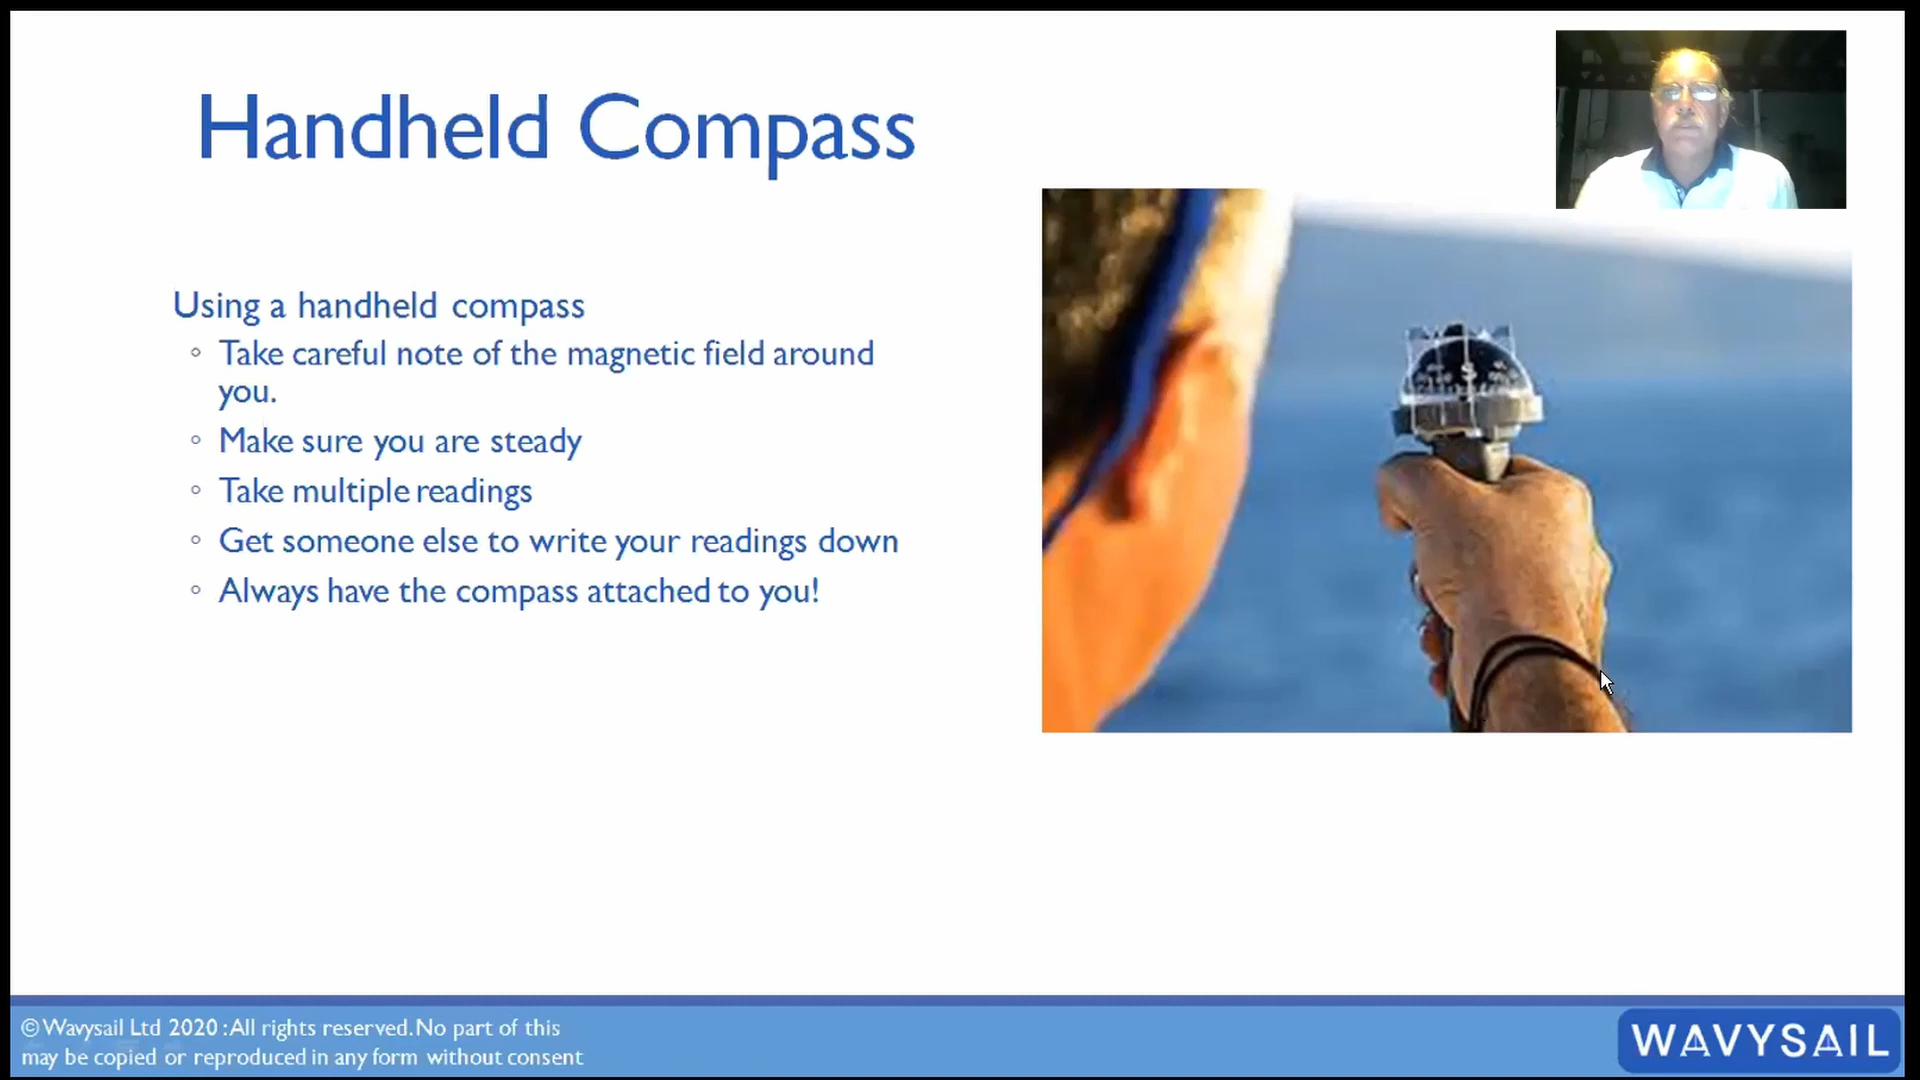 Handheld Compass
Using a handheld compass
Take careful note of the magnetic field around
you.
Make sure you are steady
Take multiple readings
Get someone else to write your readings down
Always have the compass attached to you!
S
© Wavysail Ltd 2020 : All rights reserved. No part of this
may be copied or reproduced in any form without consent
WAVYSAIL